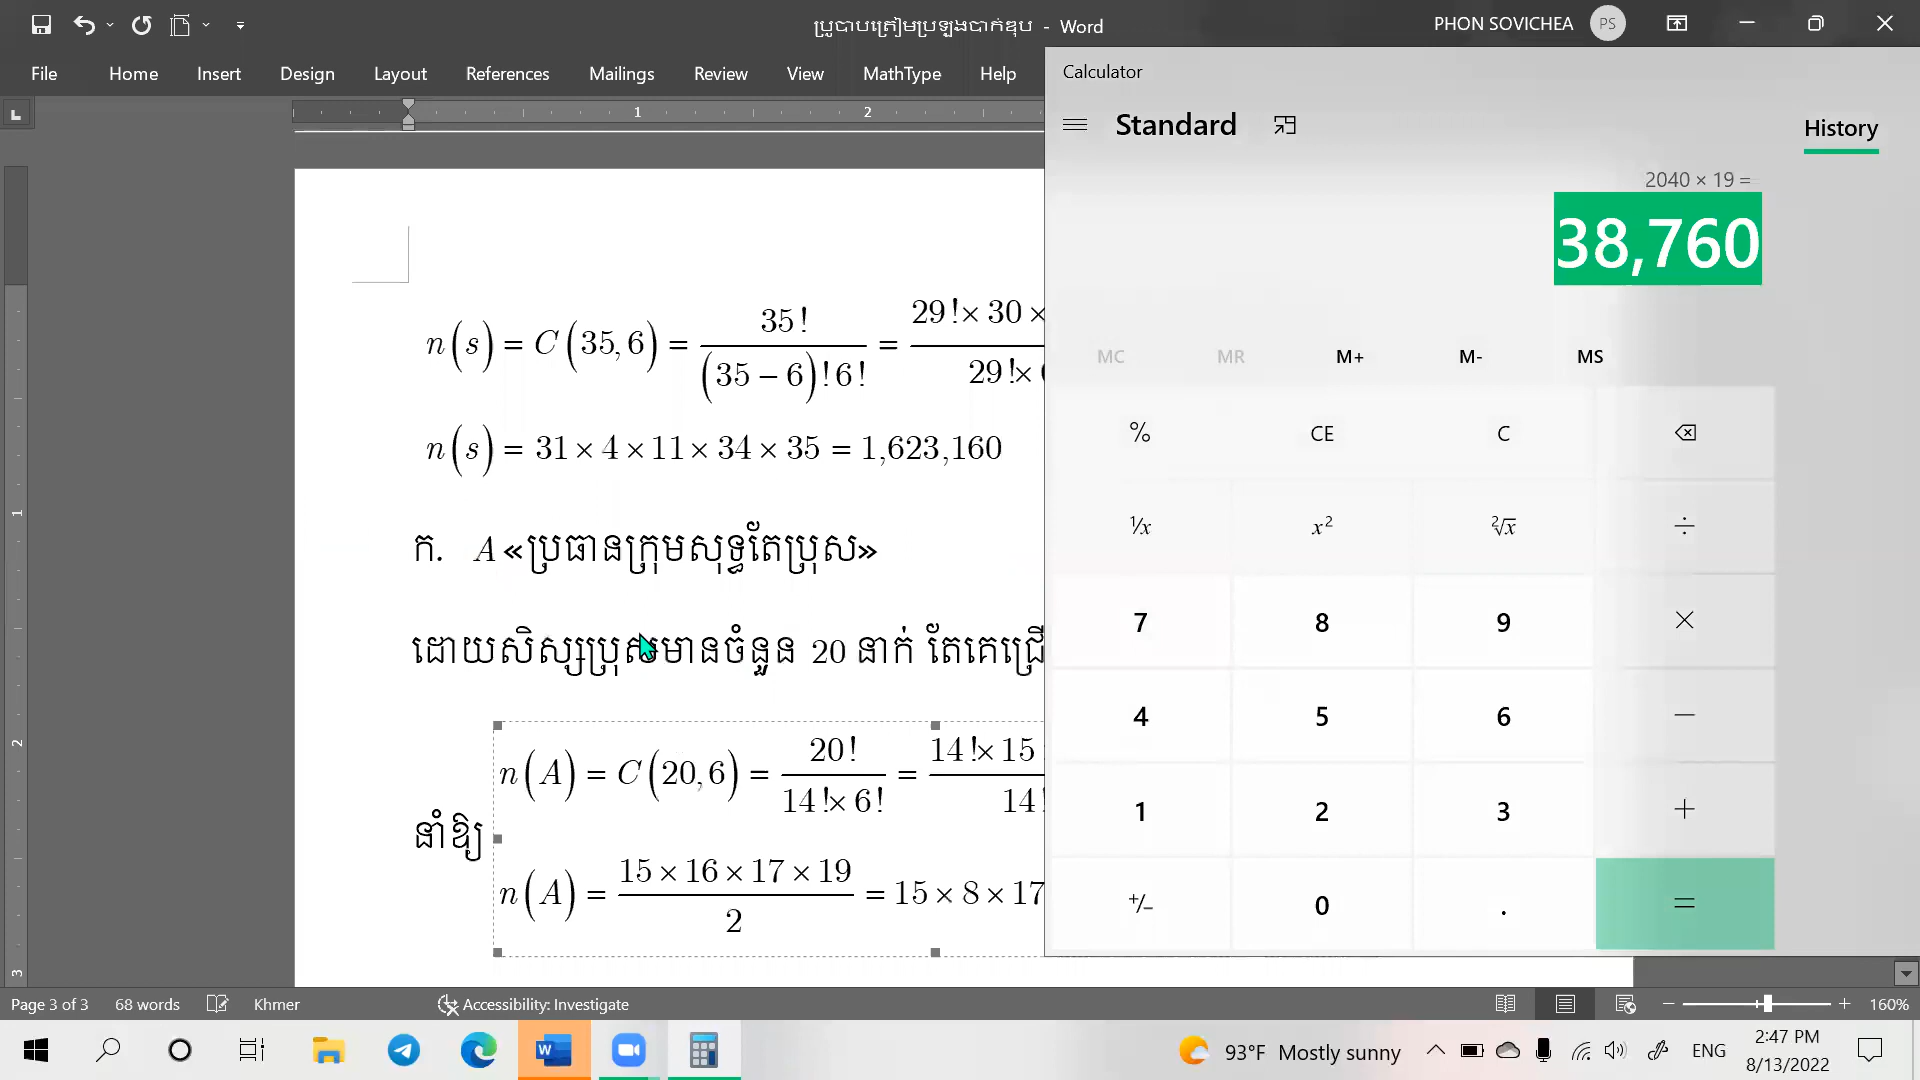 ប្រូបាបត្រៀមប្រឡងបាក់ឌុប - Word
PHON SOVICHEA PS
File Home Insert Design Layout References Mailings Review View MathType Help
Calculator
Standard
History
2040 × 19 =
38,760
MC MR M+ M- MS
% CE C
⅟x x² ²√x ÷
7 8 9 ×
4 5 6 −
1 2 3 +
+/− 0 . =
1 2
1
2
3
n(s) = C(35,6) = 35! / (35 − 6)!6! = 29!× 30 × / 29!×
n(s) = 31 × 4 × 11 × 34 × 35 = 1,623,160
ក. A «ប្រធានក្រុមសុទ្ធតែប្រុស»
ដោយសិស្សប្រុសមានចំនួន 20 នាក់ តែគេជ្រើ
n(A) = C(20,6) = 20! / 14!× 6! = 14!× 15 / 14!
នាំឱ្យ
n(A) = 15 × 16 × 17 × 19 / 2 = 15 × 8 × 17
Page 3 of 3 68 words Khmer Accessibility: Investigate 160%
93°F Mostly sunny ENG 2:47 PM
8/13/2022